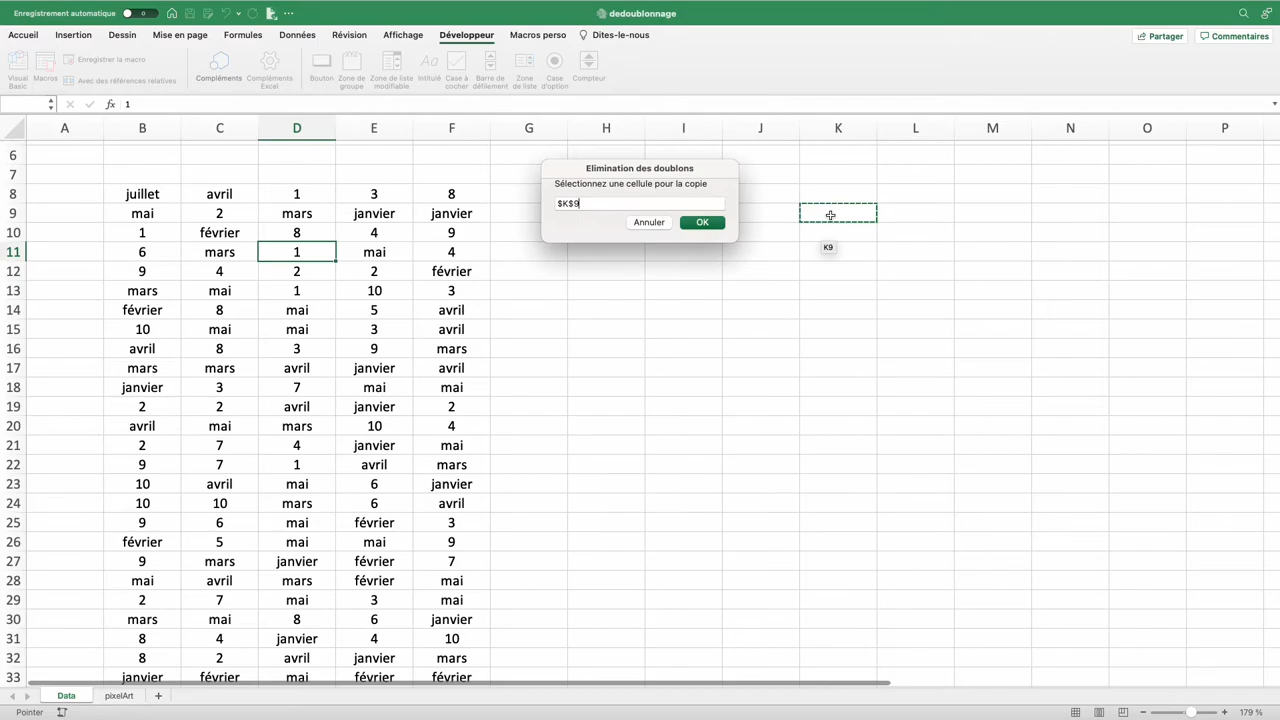 Enregistrement automatique
dedoublonnage
Accueil Insertion Dessin Mise en page Formules Données Révision Affichage Développeur Macros perso Dites-le-nous Partager Commentaires
Visual Basic Macros Enregistrer la macro Avec des références relatives Compléments Compléments Excel Bouton Zone de groupe Zone de liste modifiable Intitulé Case à cocher Barre de défilement Zone de liste Case d'option Compteur
fx 1
A B C D E F G H I J K L M N O P
6
7
8 juillet avril 1 3 8
9 mai 2 mars janvier janvier
10 1 février 8 4 9
11 6 mars 1 mai 4
12 9 4 2 2 février
13 mars mai 1 10 3
14 février 8 mai 5 avril
15 10 mai mai 3 avril
16 avril 8 3 9 mars
17 mars mars avril janvier avril
18 janvier 3 7 mai mai
19 2 2 avril janvier 2
20 avril mai mars 10 4
21 2 7 4 janvier mai
22 9 7 1 avril mars
23 10 avril mai 6 janvier
24 10 10 mars 6 avril
25 9 6 mai février 3
26 février 5 mai mai 9
27 9 mars janvier février 7
28 mai avril mars février mai
29 2 7 mai 3 mai
30 mars mai 8 6 janvier
31 8 4 janvier 4 10
32 8 2 avril janvier mars
33 janvier février mai février février
Elimination des doublons
Sélectionnez une cellule pour la copie
$K$9
Annuler OK
K9
Data pixelArt
Pointer 179 %